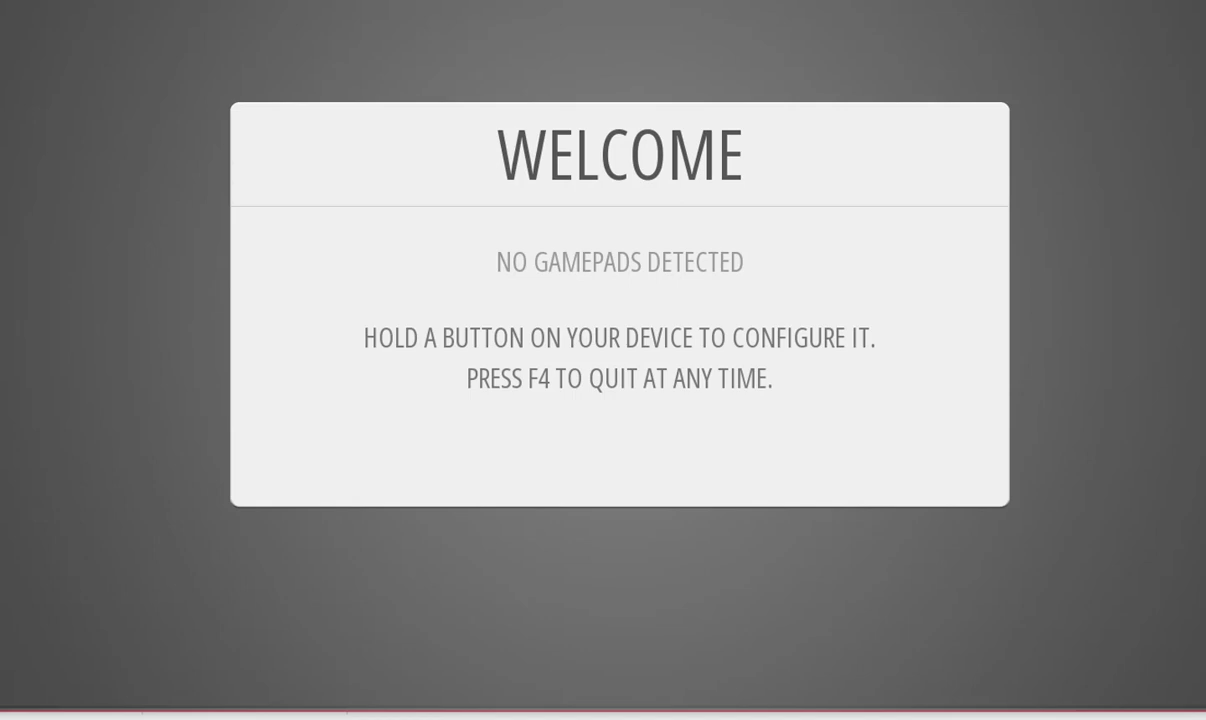 WELCOME
NO GAMEPADS DETECTED
HOLD A BUTTON ON YOUR DEVICE TO CONFIGURE IT.
PRESS F4 TO QUIT AT ANY TIME.